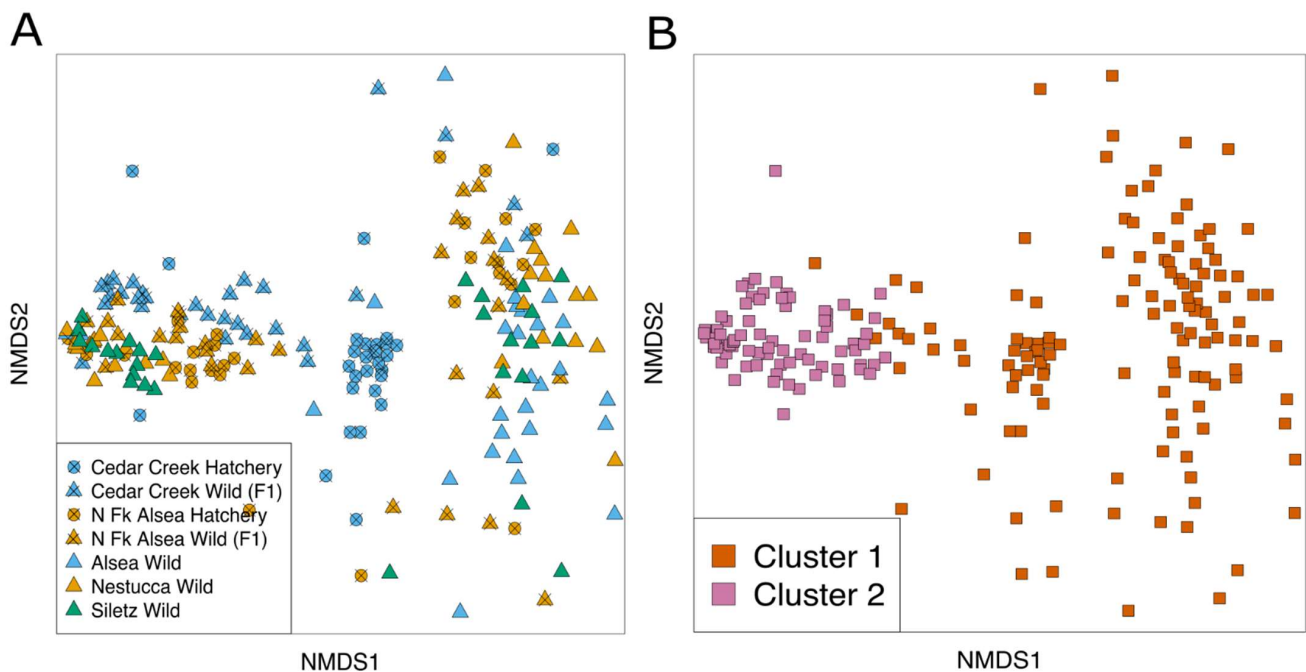 A
NMDS2
Cedar Creek Hatchery
Cedar Creek Wild (F1)
N Fk Alsea Hatchery
N Fk Alsea Wild (F1)
Alsea Wild
Nestucca Wild
Siletz Wild
NMDS1
B
NMDS2
Cluster 1
Cluster 2
NMDS1